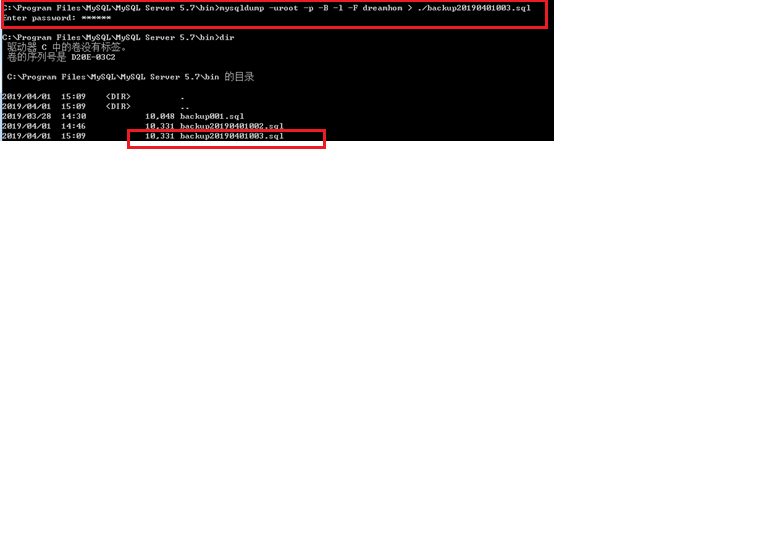 C:\Program Files\MySQL\MySQL Server 5.7\bin>mysqldump -uroot -p -B -l -F dreamhom > ./backup20190401003.sql
Enter password: ******
C:\Program Files\MySQL\MySQL Server 5.7\bin>dir
驱动器 C 中的卷没有标签。
卷的序列号是 D20E-03C2
C:\Program Files\MySQL\MySQL Server 5.7\bin 的目录
2019/04/01  15:09    <DIR>          .
2019/04/01  15:09    <DIR>          ..
2019/03/28  14:30            10,048 backup001.sql
2019/04/01  14:46            10,331 backup20190401002.sql
2019/04/01  15:09            10,331 backup20190401003.sql